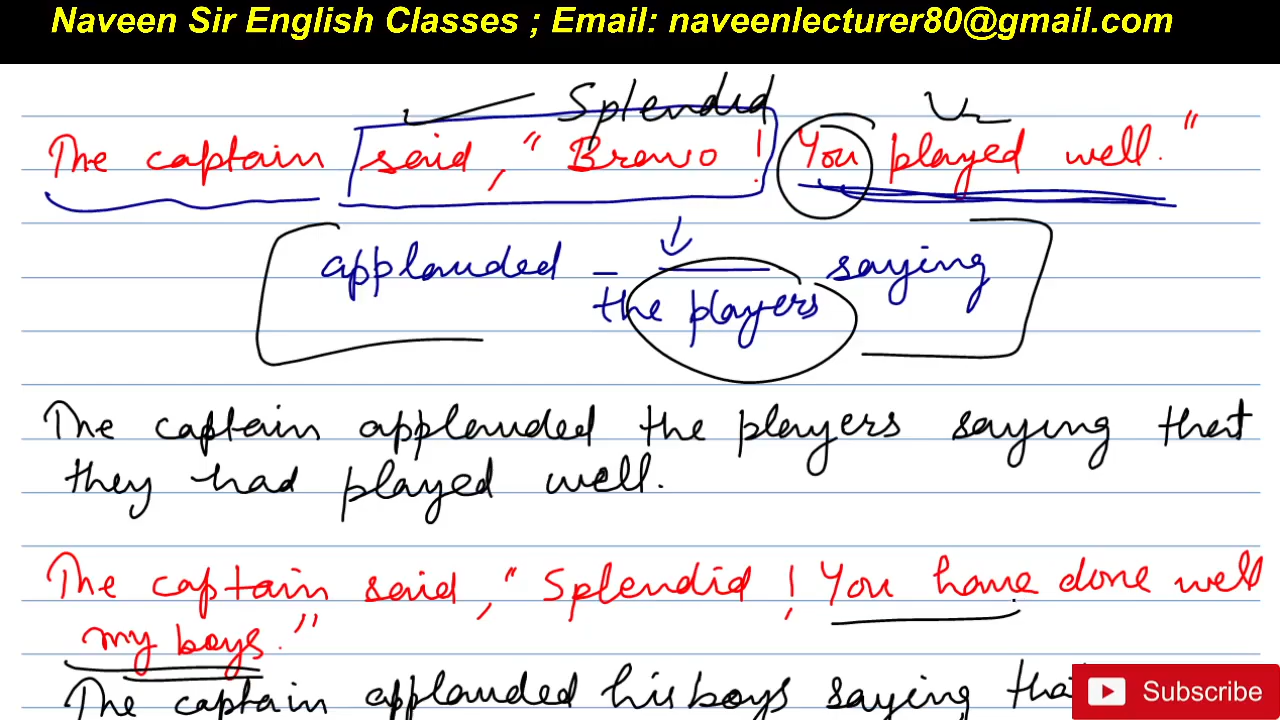 Naveen Sir English Classes ; Email: naveenlecturer80@gmail.com
Splendid V2
The captain said, "Bravo! You played well."
applauded - the players saying
The captain applauded the players saying that
they had played well.
The captain said, "Splendid! You have done well
my boys."
The captain applauded his boys saying that
Subscribe